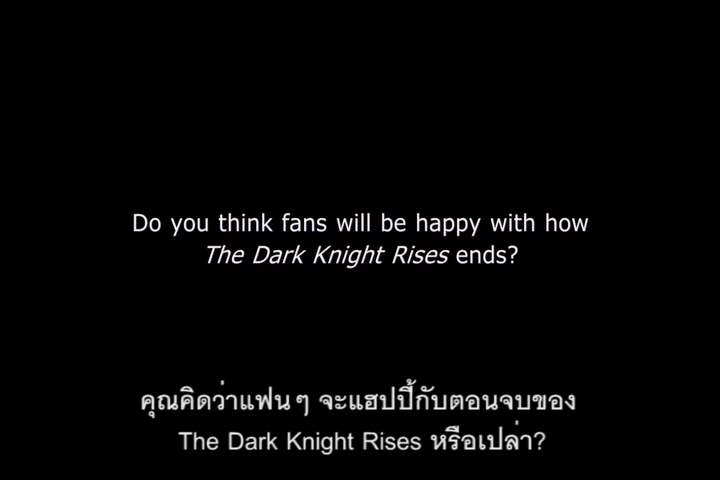 Do you think fans will be happy with how
The Dark Knight Rises ends?
คุณคิดว่าแฟนๆ จะแฮปปี้กับตอนจบของ
The Dark Knight Rises หรือเปล่า?